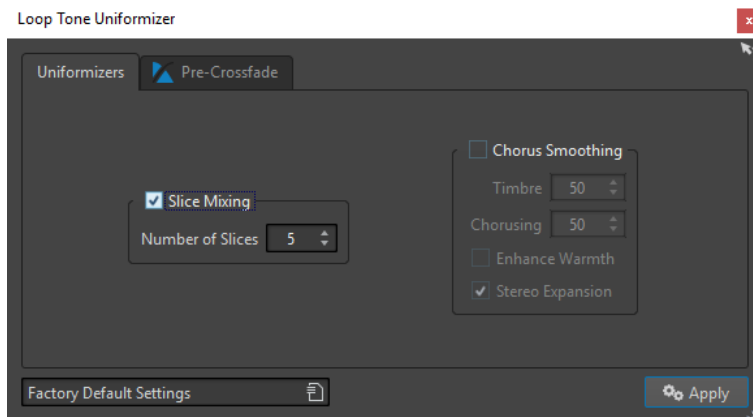 Loop Tone Uniformizer
x
Uniformizers
Pre-Crossfade
Slice Mixing
Number of Slices 5
Chorus Smoothing
Timbre 50
Chorusing 50
Enhance Warmth
Stereo Expansion
Factory Default Settings
Apply